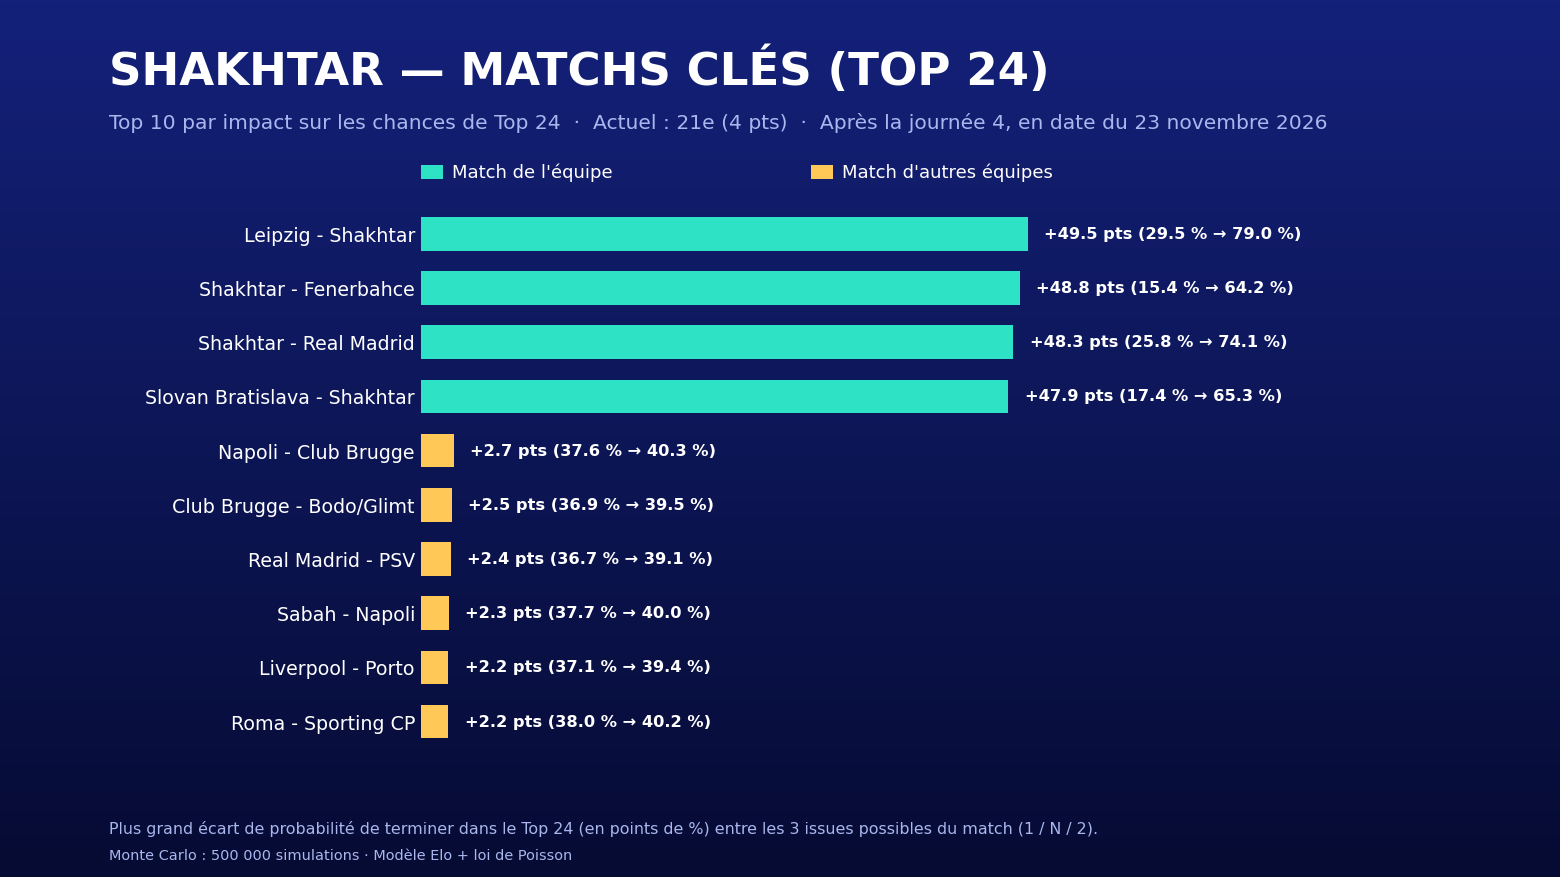 SHAKHTAR — MATCHS CLÉS (TOP 24)
Top 10 par impact sur les chances de Top 24 · Actuel : 21e (4 pts) · Après la journée 4, en date du 23 novembre 2026
Match de l'équipe
Match d'autres équipes
Leipzig - Shakhtar +49.5 pts (29.5 % → 79.0 %)
Shakhtar - Fenerbahce +48.8 pts (15.4 % → 64.2 %)
Shakhtar - Real Madrid +48.3 pts (25.8 % → 74.1 %)
Slovan Bratislava - Shakhtar +47.9 pts (17.4 % → 65.3 %)
Napoli - Club Brugge +2.7 pts (37.6 % → 40.3 %)
Club Brugge - Bodo/Glimt +2.5 pts (36.9 % → 39.5 %)
Real Madrid - PSV +2.4 pts (36.7 % → 39.1 %)
Sabah - Napoli +2.3 pts (37.7 % → 40.0 %)
Liverpool - Porto +2.2 pts (37.1 % → 39.4 %)
Roma - Sporting CP +2.2 pts (38.0 % → 40.2 %)
Plus grand écart de probabilité de terminer dans le Top 24 (en points de %) entre les 3 issues possibles du match (1 / N / 2).
Monte Carlo : 500 000 simulations · Modèle Elo + loi de Poisson